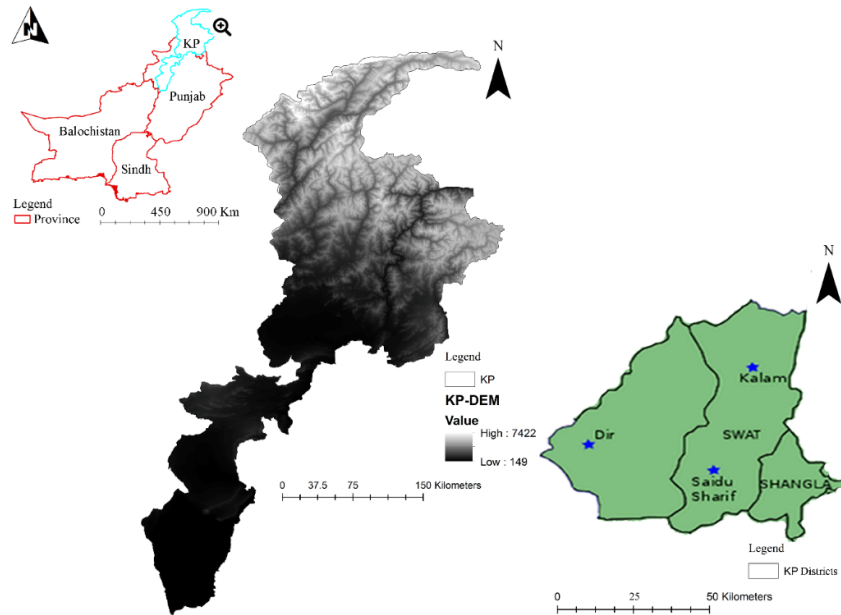 N
KP
Punjab
Balochistan
Sindh
Legend
Province
0 450 900 Km
N
Legend
KP
KP-DEM
Value
High : 7422
Low : 149
0 37.5 75 150 Kilometers
N
Kalam
Dir
SWAT
Saidu
Sharif
SHANGLA
Legend
KP Districts
0 25 50 Kilometers